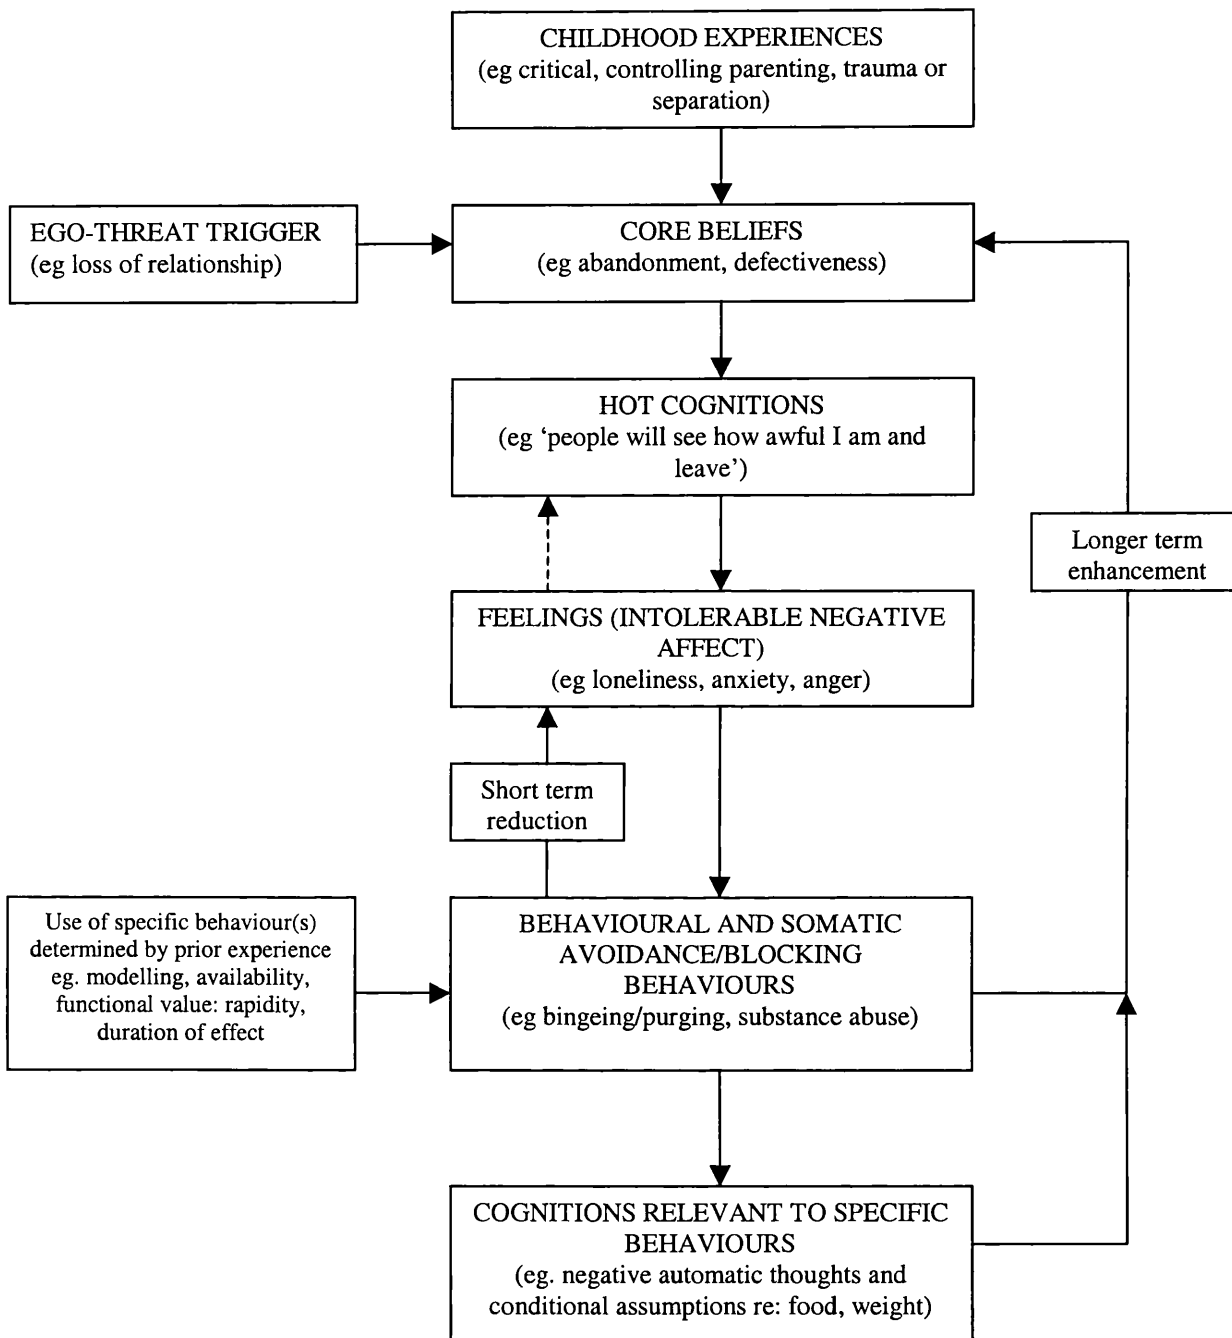 CHILDHOOD EXPERIENCES
(eg critical, controlling parenting, trauma or
separation)
EGO-THREAT TRIGGER
(eg loss of relationship)
CORE BELIEFS
(eg abandonment, defectiveness)
HOT COGNITIONS
(eg ‘people will see how awful I am and
leave’)
Longer term
enhancement
FEELINGS (INTOLERABLE NEGATIVE
AFFECT)
(eg loneliness, anxiety, anger)
Short term
reduction
Use of specific behaviour(s)
determined by prior experience
eg. modelling, availability,
functional value: rapidity,
duration of effect
BEHAVIOURAL AND SOMATIC
AVOIDANCE/BLOCKING
BEHAVIOURS
(eg bingeing/purging, substance abuse)
COGNITIONS RELEVANT TO SPECIFIC
BEHAVIOURS
(eg. negative automatic thoughts and
conditional assumptions re: food, weight)